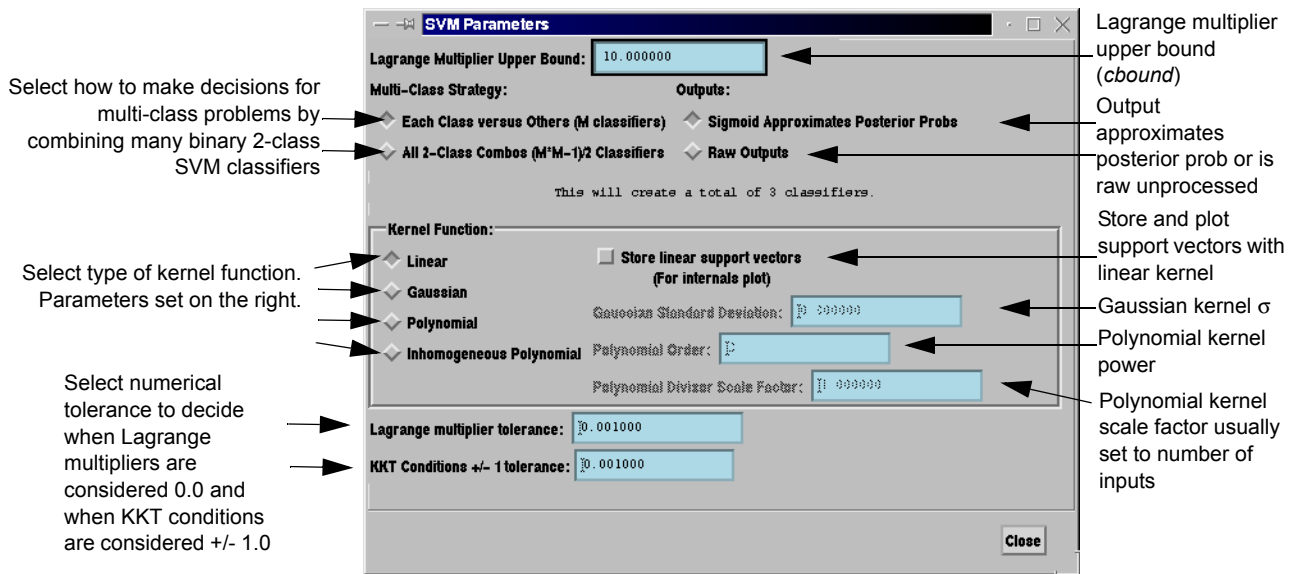 SVM Parameters
Lagrange Multiplier Upper Bound: 10.000000
Multi-Class Strategy:
Outputs:
Each Class versus Others (M classifiers)
Sigmoid Approximates Posterior Probs
All 2-Class Combos (M*M-1)/2 Classifiers
Raw Outputs
This will create a total of 3 classifiers.
Kernel Function:
Linear
Gaussian
Polynomial
Inhomogeneous Polynomial
Store linear support vectors
(For internals plot)
Gaussian Standard Deviation:
Polynomial Order:
Polynomial Divizer Scale Factor:
Lagrange multiplier tolerance: 0.001000
KKT Conditions +/- 1 tolerance: 0.001000
Close
Select how to make decisions for
multi-class problems by
combining many binary 2-class
SVM classifiers
Select type of kernel function.
Parameters set on the right.
Select numerical
tolerance to decide
when Lagrange
multipliers are
considered 0.0 and
when KKT conditions
are considered +/- 1.0
Lagrange multiplier
upper bound
(cbound)
Output
approximates
posterior prob or is
raw unprocessed
Store and plot
support vectors with
linear kernel
Gaussian kernel σ
Polynomial kernel
power
Polynomial kernel
scale factor usually
set to number of
inputs